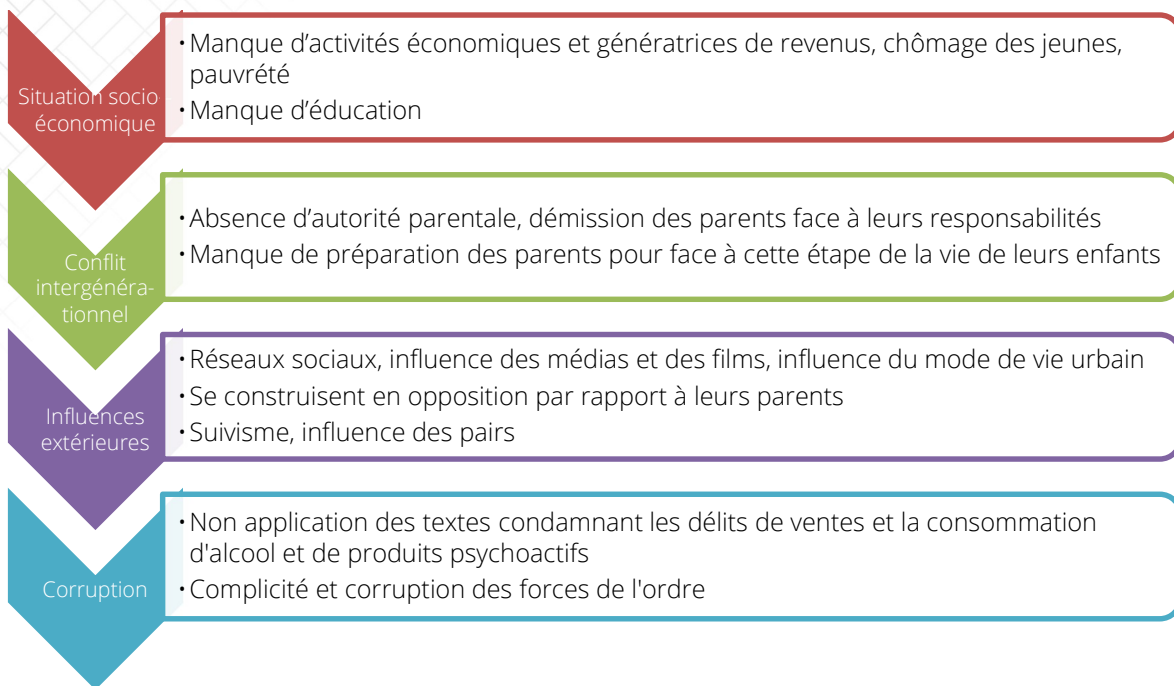 Situation socio-
économique
• Manque d’activités économiques et génératrices de revenus, chômage des jeunes,
pauvrété
• Manque d’éducation
Conflit
intergénéra-
tionnel
• Absence d’autorité parentale, démission des parents face à leurs responsabilités
• Manque de préparation des parents pour face à cette étape de la vie de leurs enfants
Influences
extérieures
• Réseaux sociaux, influence des médias et des films, influence du mode de vie urbain
• Se construisent en opposition par rapport à leurs parents
• Suivisme, influence des pairs
Corruption
• Non application des textes condamnant les délits de ventes et la consommation
d'alcool et de produits psychoactifs
• Complicité et corruption des forces de l'ordre